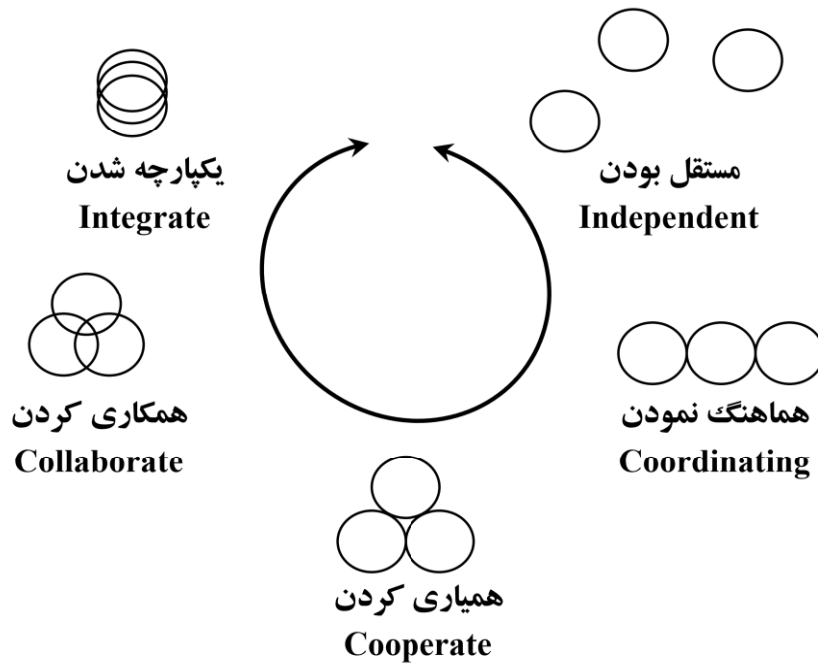 مستقل بودن
Independent
هماهنگ نمودن
Coordinating
همیاری کردن
Cooperate
همکاری کردن
Collaborate
یکپارچه شدن
Integrate